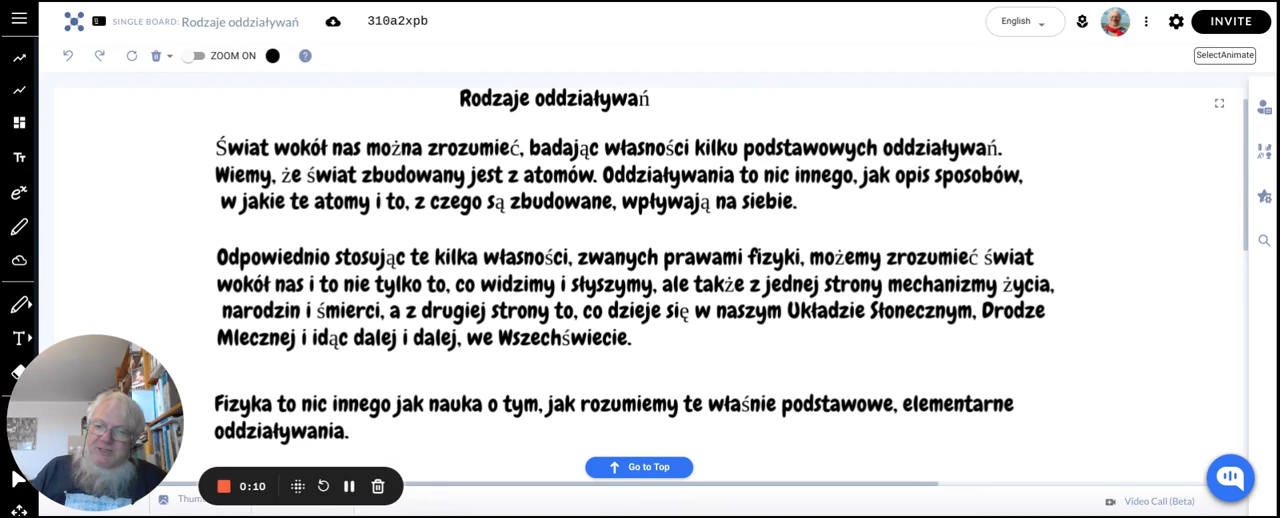 SINGLE BOARD: Rodzaje oddziaływań
310a2xpb
English
INVITE
ZOOM ON
SelectAnimate
Rodzaje oddziaływań
Świat wokół nas można zrozumieć, badając własności kilku podstawowych oddziaływań.
Wiemy, że świat zbudowany jest z atomów. Oddziaływania to nic innego, jak opis sposobów,
w jakie te atomy i to, z czego są zbudowane, wpływają na siebie.
Odpowiednio stosując te kilka własności, zwanych prawami fizyki, możemy zrozumieć świat
wokół nas i to nie tylko to, co widzimy i słyszymy, ale także z jednej strony mechanizmy życia,
narodzin i śmierci, a z drugiej strony to, co dzieje się w naszym Układzie Słonecznym, Drodze
Mlecznej i idąc dalej i dalej, we Wszechświecie.
Fizyka to nic innego jak nauka o tym, jak rozumiemy te właśnie podstawowe, elementarne
oddziaływania.
Go to Top
0:10
Video Call (Beta)